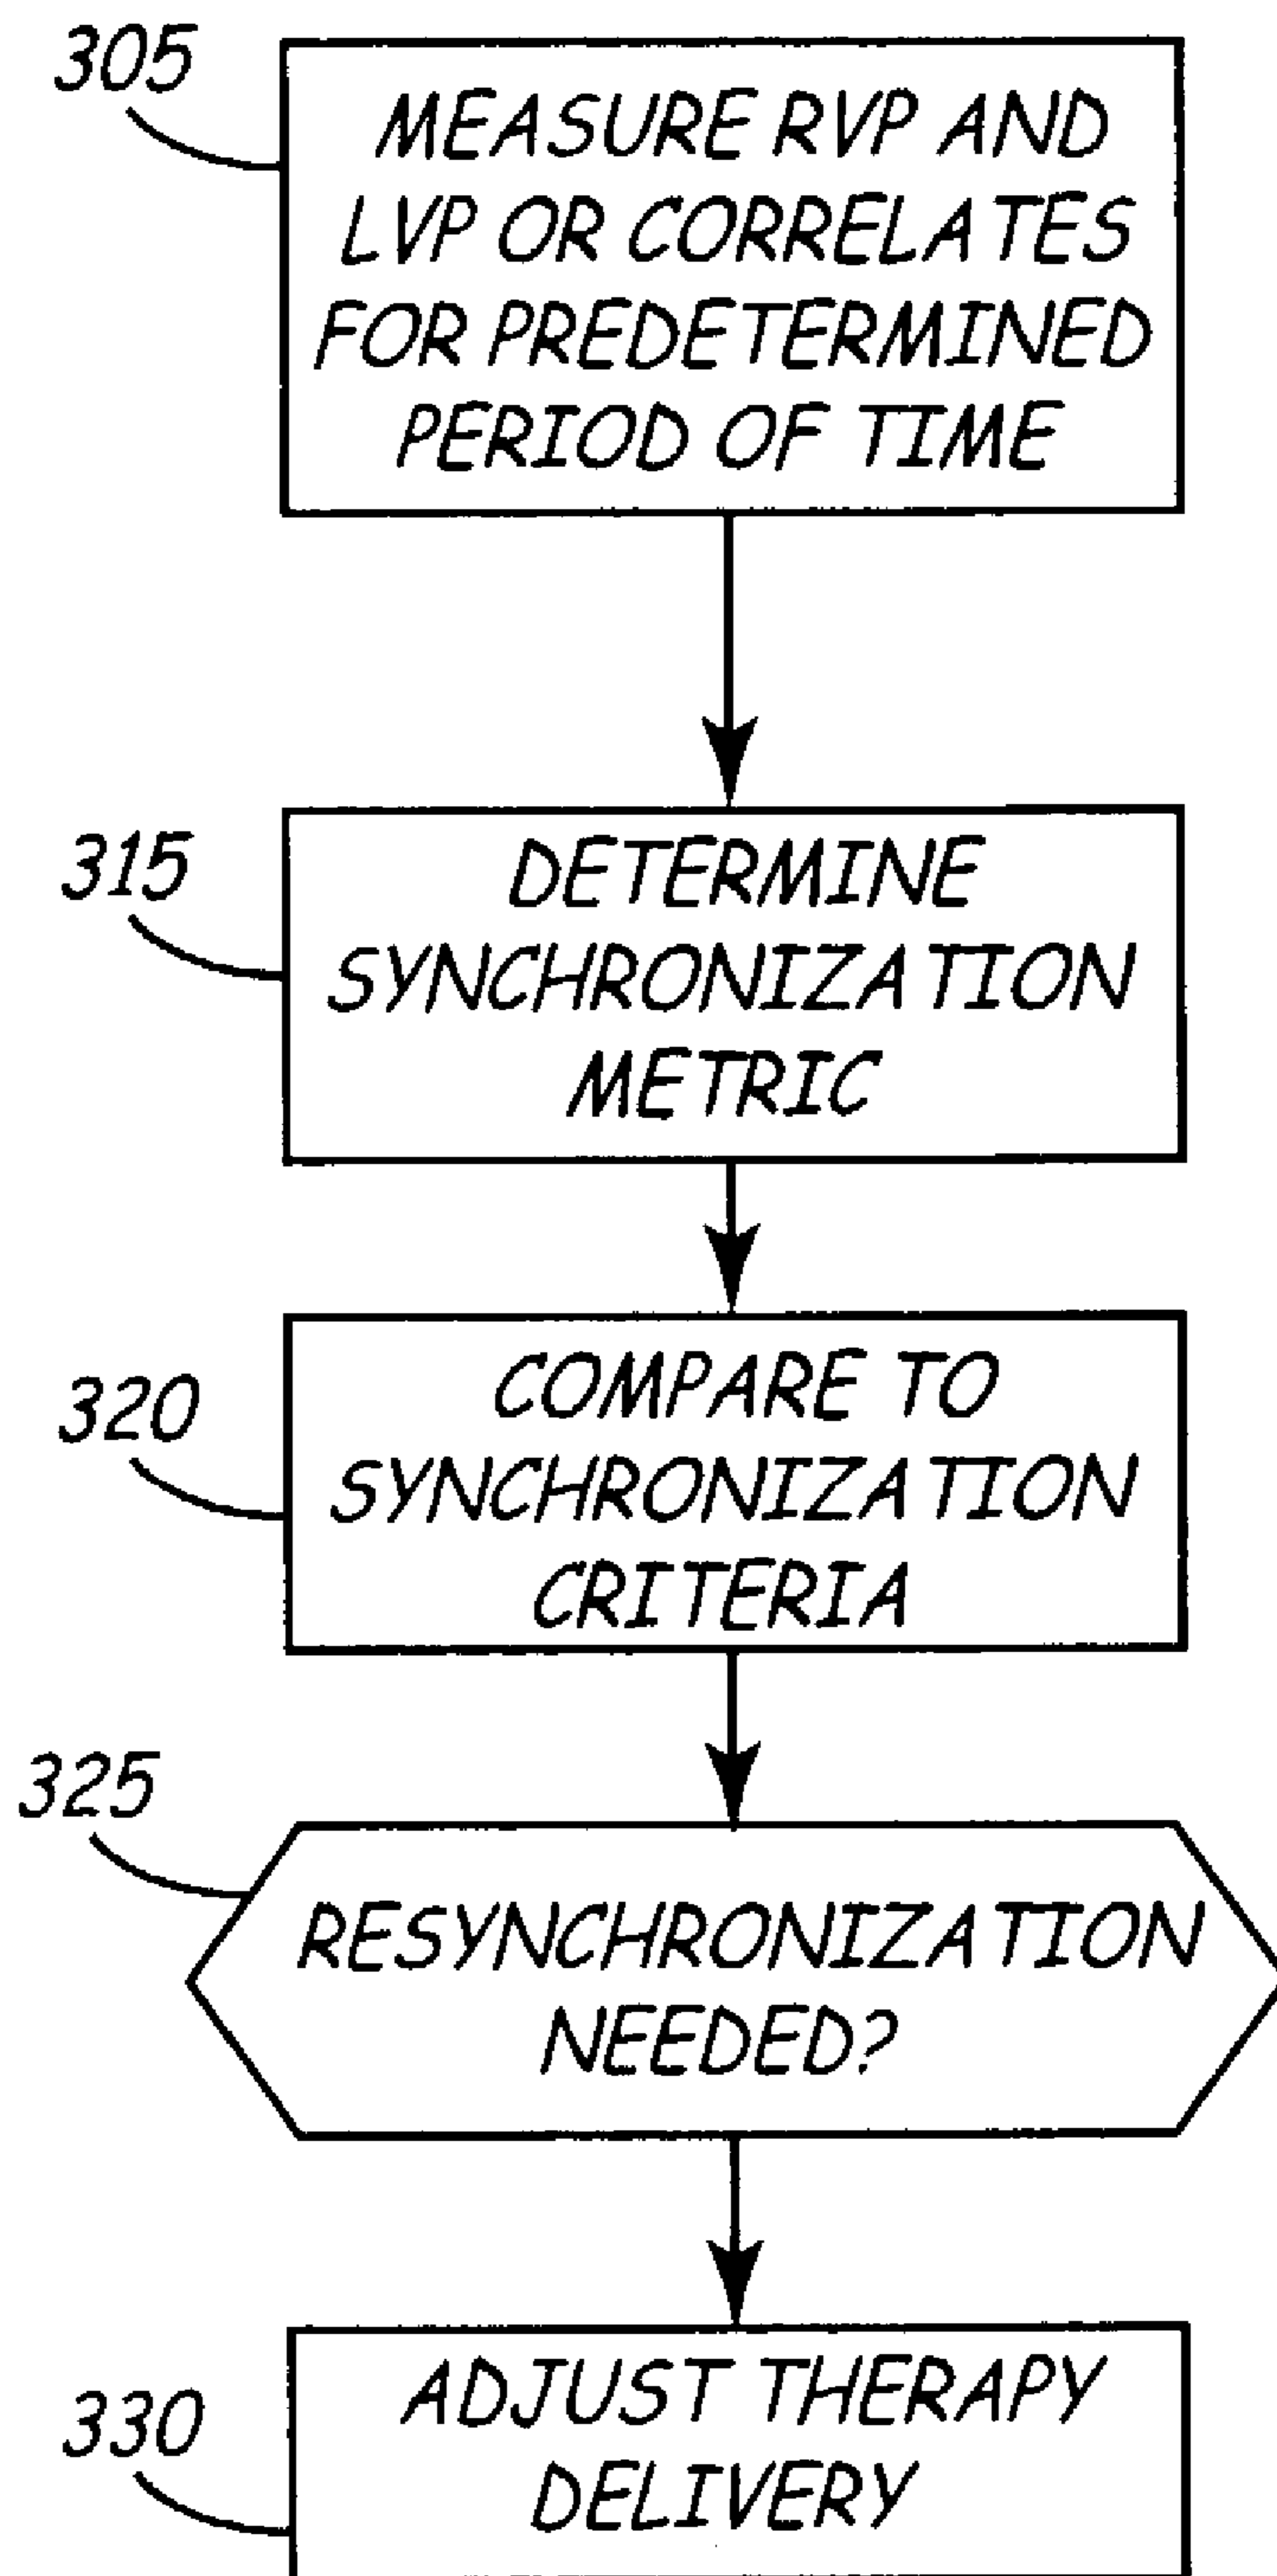 305
MEASURE RVP AND
LVP OR CORRELATES
FOR PREDETERMINED
PERIOD OF TIME
315
DETERMINE
SYNCHRONIZATION
METRIC
320
COMPARE TO
SYNCHRONIZATION
CRITERIA
325
RESYNCHRONIZATION
NEEDED?
330
ADJUST THERAPY
DELIVERY